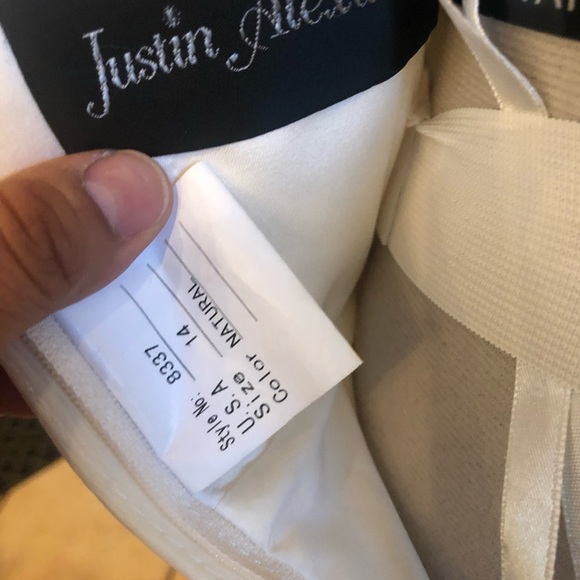 Justin
Style No: 8337
U.S.A
Size 14
Color NATURAL